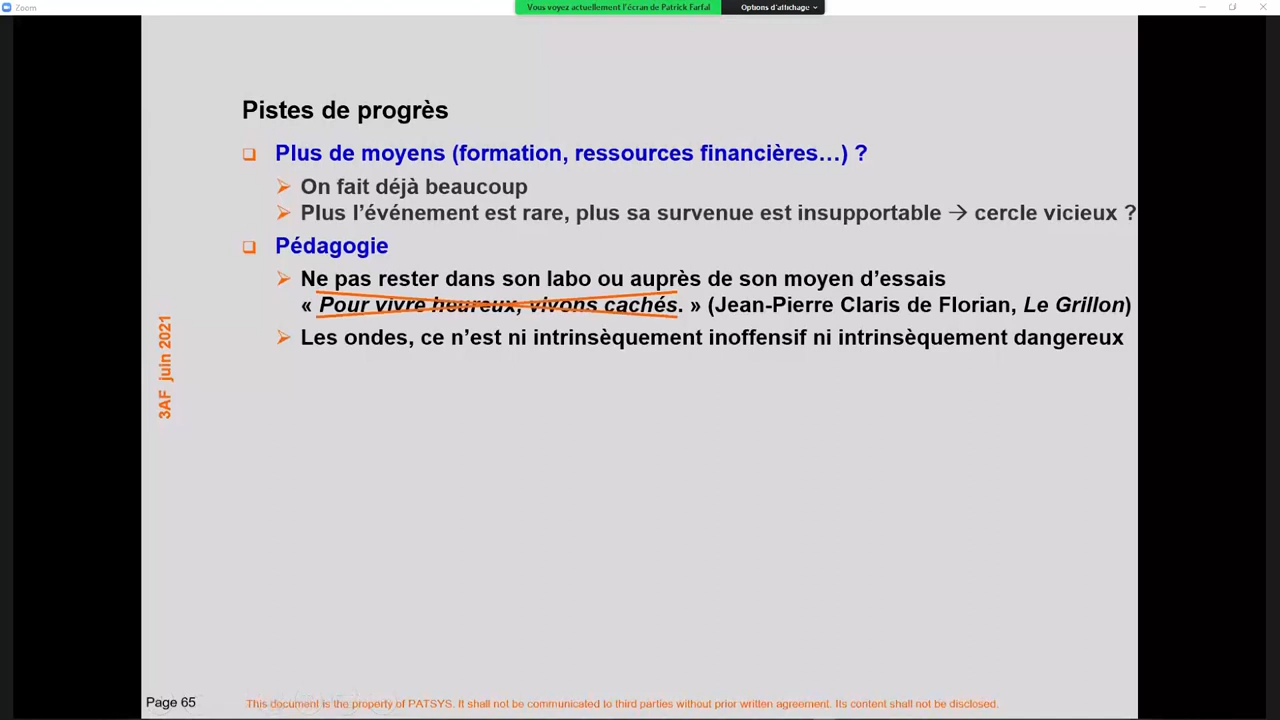 Zoom
Vous voyez actuellement l'écran de Patrick Farfal
Options d'affichage
Pistes de progrès
Plus de moyens (formation, ressources financières…) ?
On fait déjà beaucoup
Plus l’événement est rare, plus sa survenue est insupportable → cercle vicieux ?
Pédagogie
Ne pas rester dans son labo ou auprès de son moyen d’essais
« Pour vivre heureux, vivons cachés. » (Jean-Pierre Claris de Florian, Le Grillon)
Les ondes, ce n’est ni intrinsèquement inoffensif ni intrinsèquement dangereux
3AF juin 2021
Page 65
This document is the property of PATSYS. It shall not be communicated to third parties without prior written agreement. Its content shall not be disclosed.